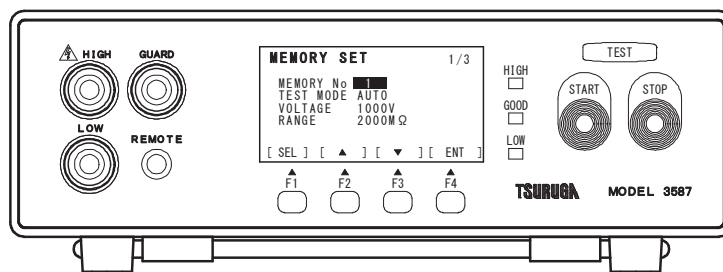 HIGH
GUARD
LOW
REMOTE
MEMORY SET 1/3
MEMORY No 1
TEST MODE AUTO
VOLTAGE 1000V
RANGE 2000MΩ
[ SEL ] [ ▲ ] [ ▼ ] [ ENT ]
F1 F2 F3 F4
HIGH
GOOD
LOW
TEST
START
STOP
TSURUGA MODEL 3587